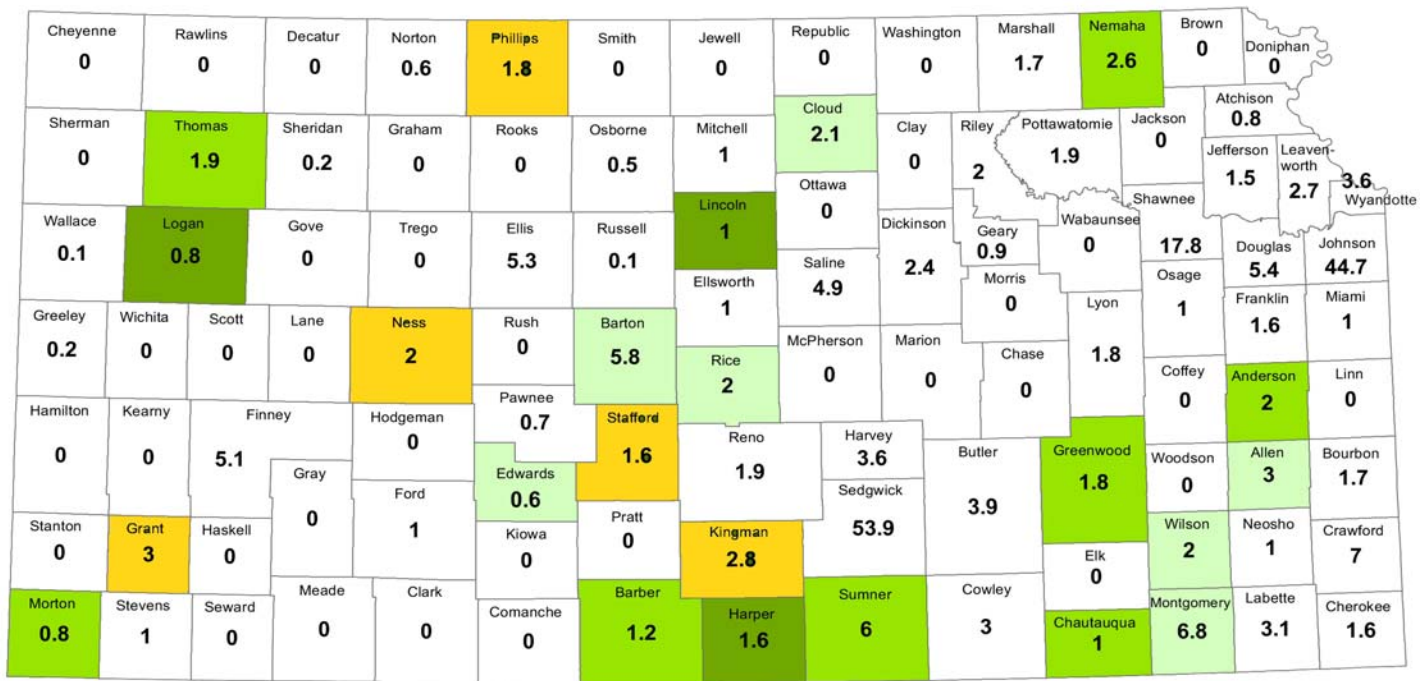 Cheyenne
0
Rawlins
0
Decatur
0
Norton
0.6
Phillips
1.8
Smith
0
Jewell
0
Republic
0
Washington
0
Marshall
1.7
Nemaha
2.6
Brown
0
Doniphan
0
Sherman
0
Thomas
1.9
Sheridan
0.2
Graham
0
Rooks
0
Osborne
0.5
Mitchell
1
Cloud
2.1
Clay
0
Riley
2
Pottawatomie
1.9
Jackson
0
Atchison
0.8
Jefferson
1.5
Leaven-
worth
2.7
3.6
Wyandotte
Wallace
0.1
Logan
0.8
Gove
0
Trego
0
Ellis
5.3
Russell
0.1
Lincoln
1
Ottawa
0
Saline
4.9
Dickinson
2.4
Geary
0.9
Wabaunsee
0
Shawnee
17.8
Douglas
5.4
Johnson
44.7
Ellsworth
1
Morris
0
Osage
1
Franklin
1.6
Miami
1
Greeley
0.2
Wichita
0
Scott
0
Lane
0
Ness
2
Rush
0
Barton
5.8
Rice
2
McPherson
0
Marion
0
Chase
0
Lyon
1.8
Coffey
0
Anderson
2
Linn
0
Hamilton
0
Kearny
0
Finney
5.1
Hodgeman
0
Pawnee
0.7
Stafford
1.6
Reno
1.9
Harvey
3.6
Butler
3.9
Greenwood
1.8
Woodson
0
Allen
3
Bourbon
1.7
Gray
0
Ford
1
Edwards
0.6
Sedgwick
53.9
Stanton
0
Grant
3
Haskell
0
Kiowa
0
Pratt
0
Kingman
2.8
Elk
0
Wilson
2
Neosho
1
Crawford
7
Morton
0.8
Stevens
1
Seward
0
Meade
0
Clark
0
Comanche
0
Barber
1.2
Harper
1.6
Sumner
6
Cowley
3
Chautauqua
1
Montgomery
6.8
Labette
3.1
Cherokee
1.6